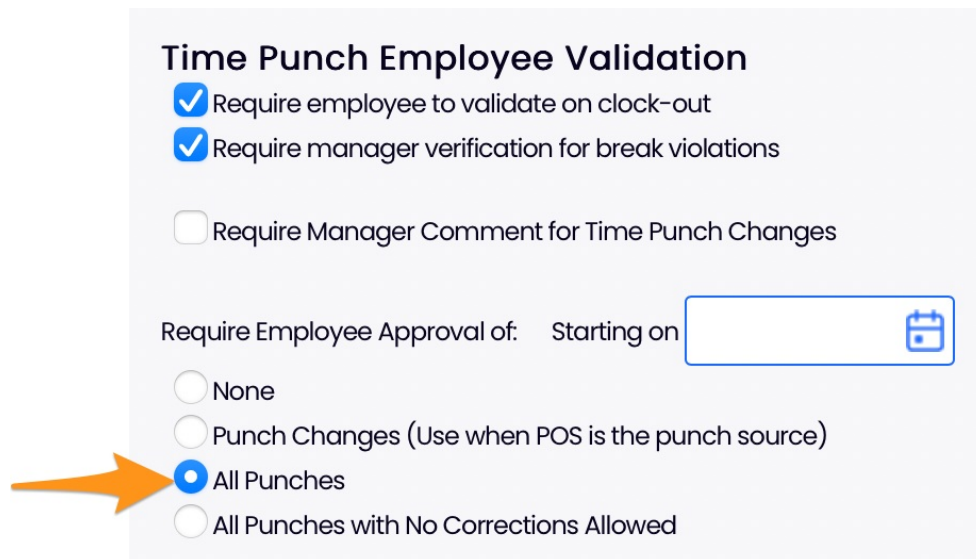 Time Punch Employee Validation
Require employee to validate on clock-out
Require manager verification for break violations
Require Manager Comment for Time Punch Changes
Require Employee Approval of: Starting on
None
Punch Changes (Use when POS is the punch source)
All Punches
All Punches with No Corrections Allowed